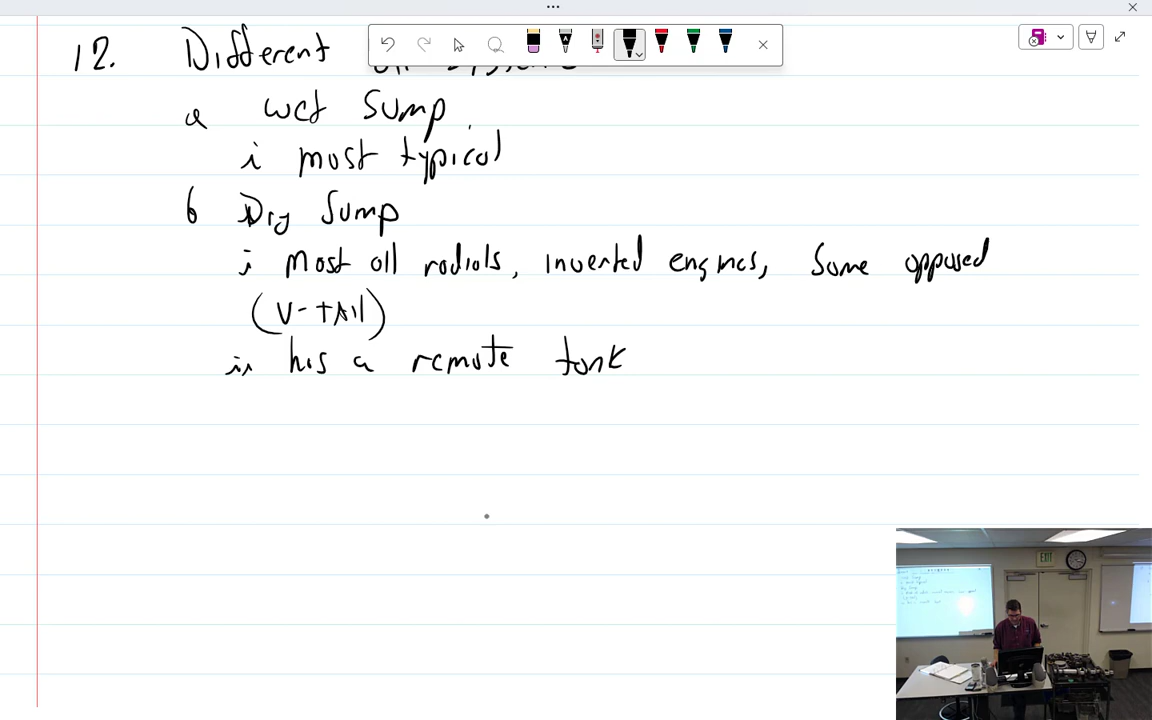 12. Different
a wet Sump
i most typical
b Dry Sump
i Most all radials, inverted engines, Some opposed
(V-tAil)
ii has a remote tank
EXIT